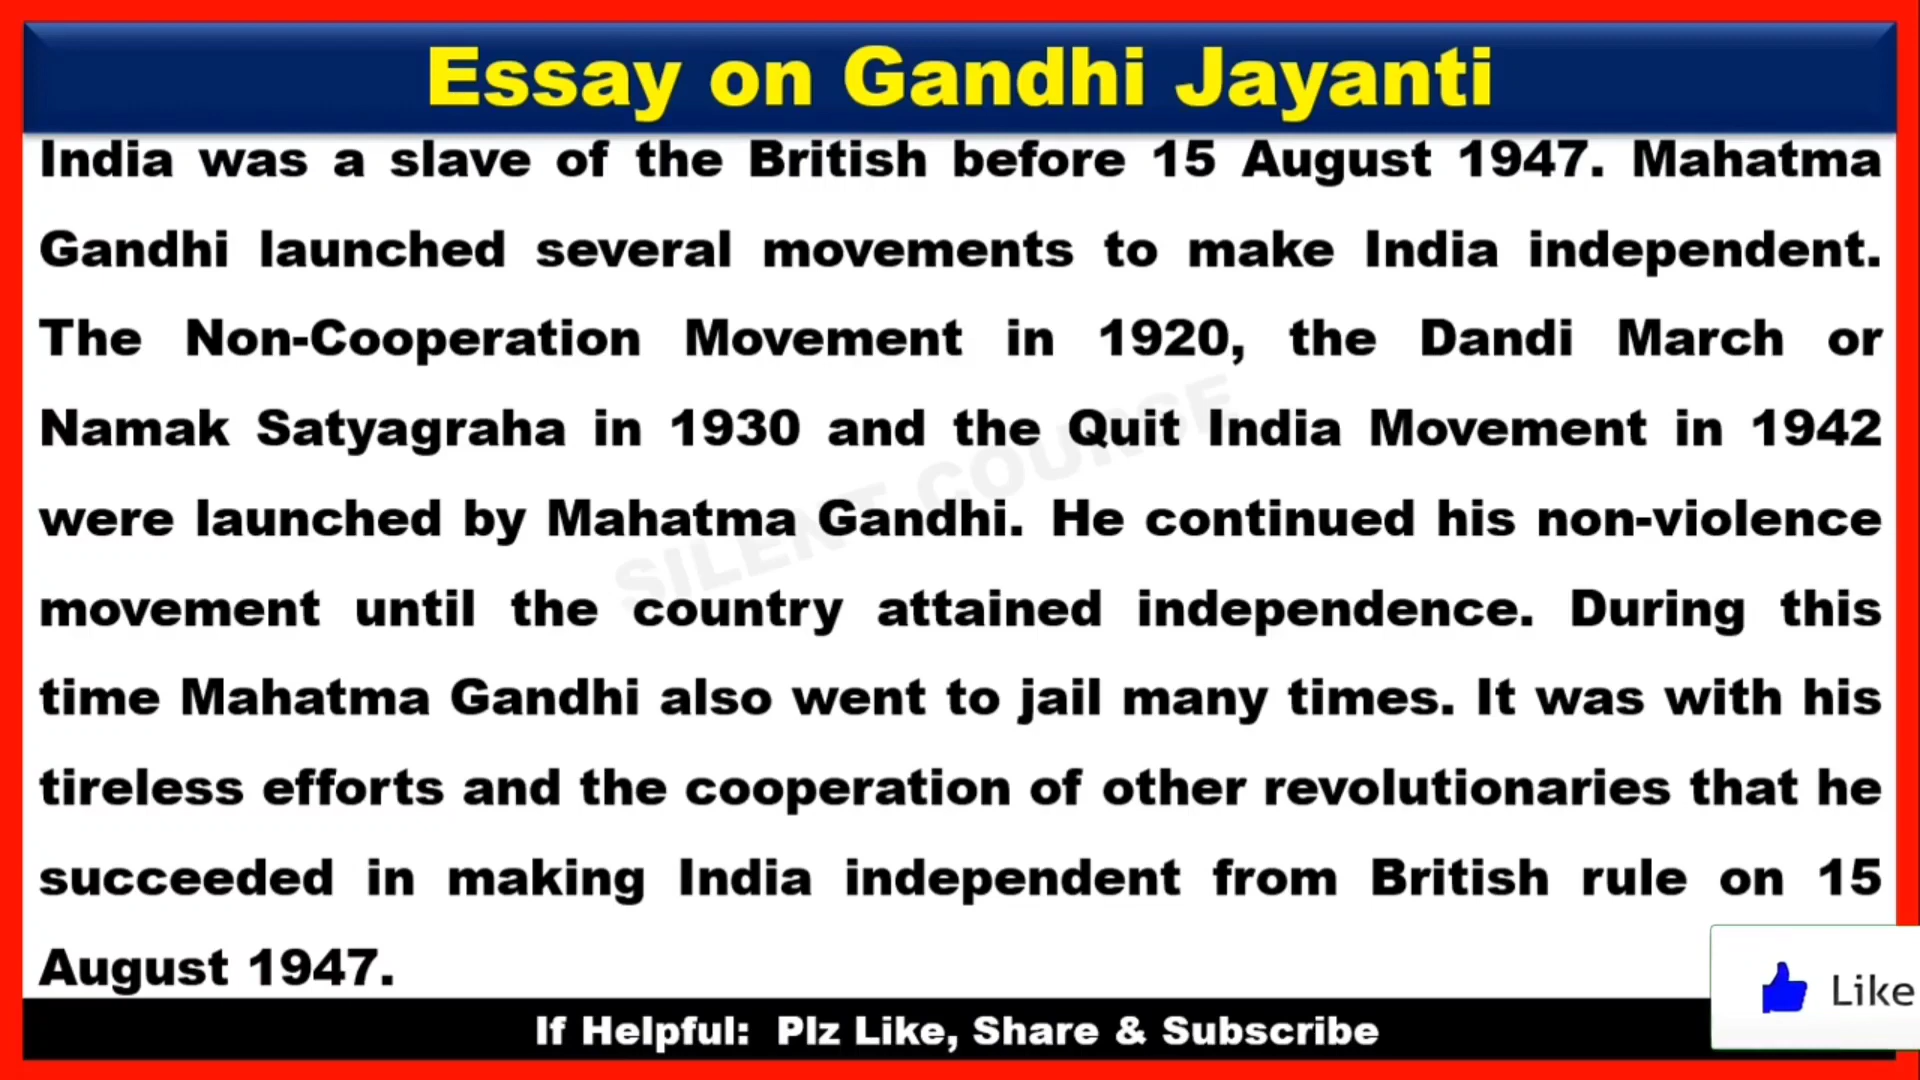 Essay on Gandhi Jayanti
India was a slave of the British before 15 August 1947. Mahatma
Gandhi launched several movements to make India independent.
The Non-Cooperation Movement in 1920, the Dandi March or
Namak Satyagraha in 1930 and the Quit India Movement in 1942
were launched by Mahatma Gandhi. He continued his non-violence
movement until the country attained independence. During this
time Mahatma Gandhi also went to jail many times. It was with his
tireless efforts and the cooperation of other revolutionaries that he
succeeded in making India independent from British rule on 15
August 1947.
SILENT COURSE
Like
If Helpful: Plz Like, Share & Subscribe